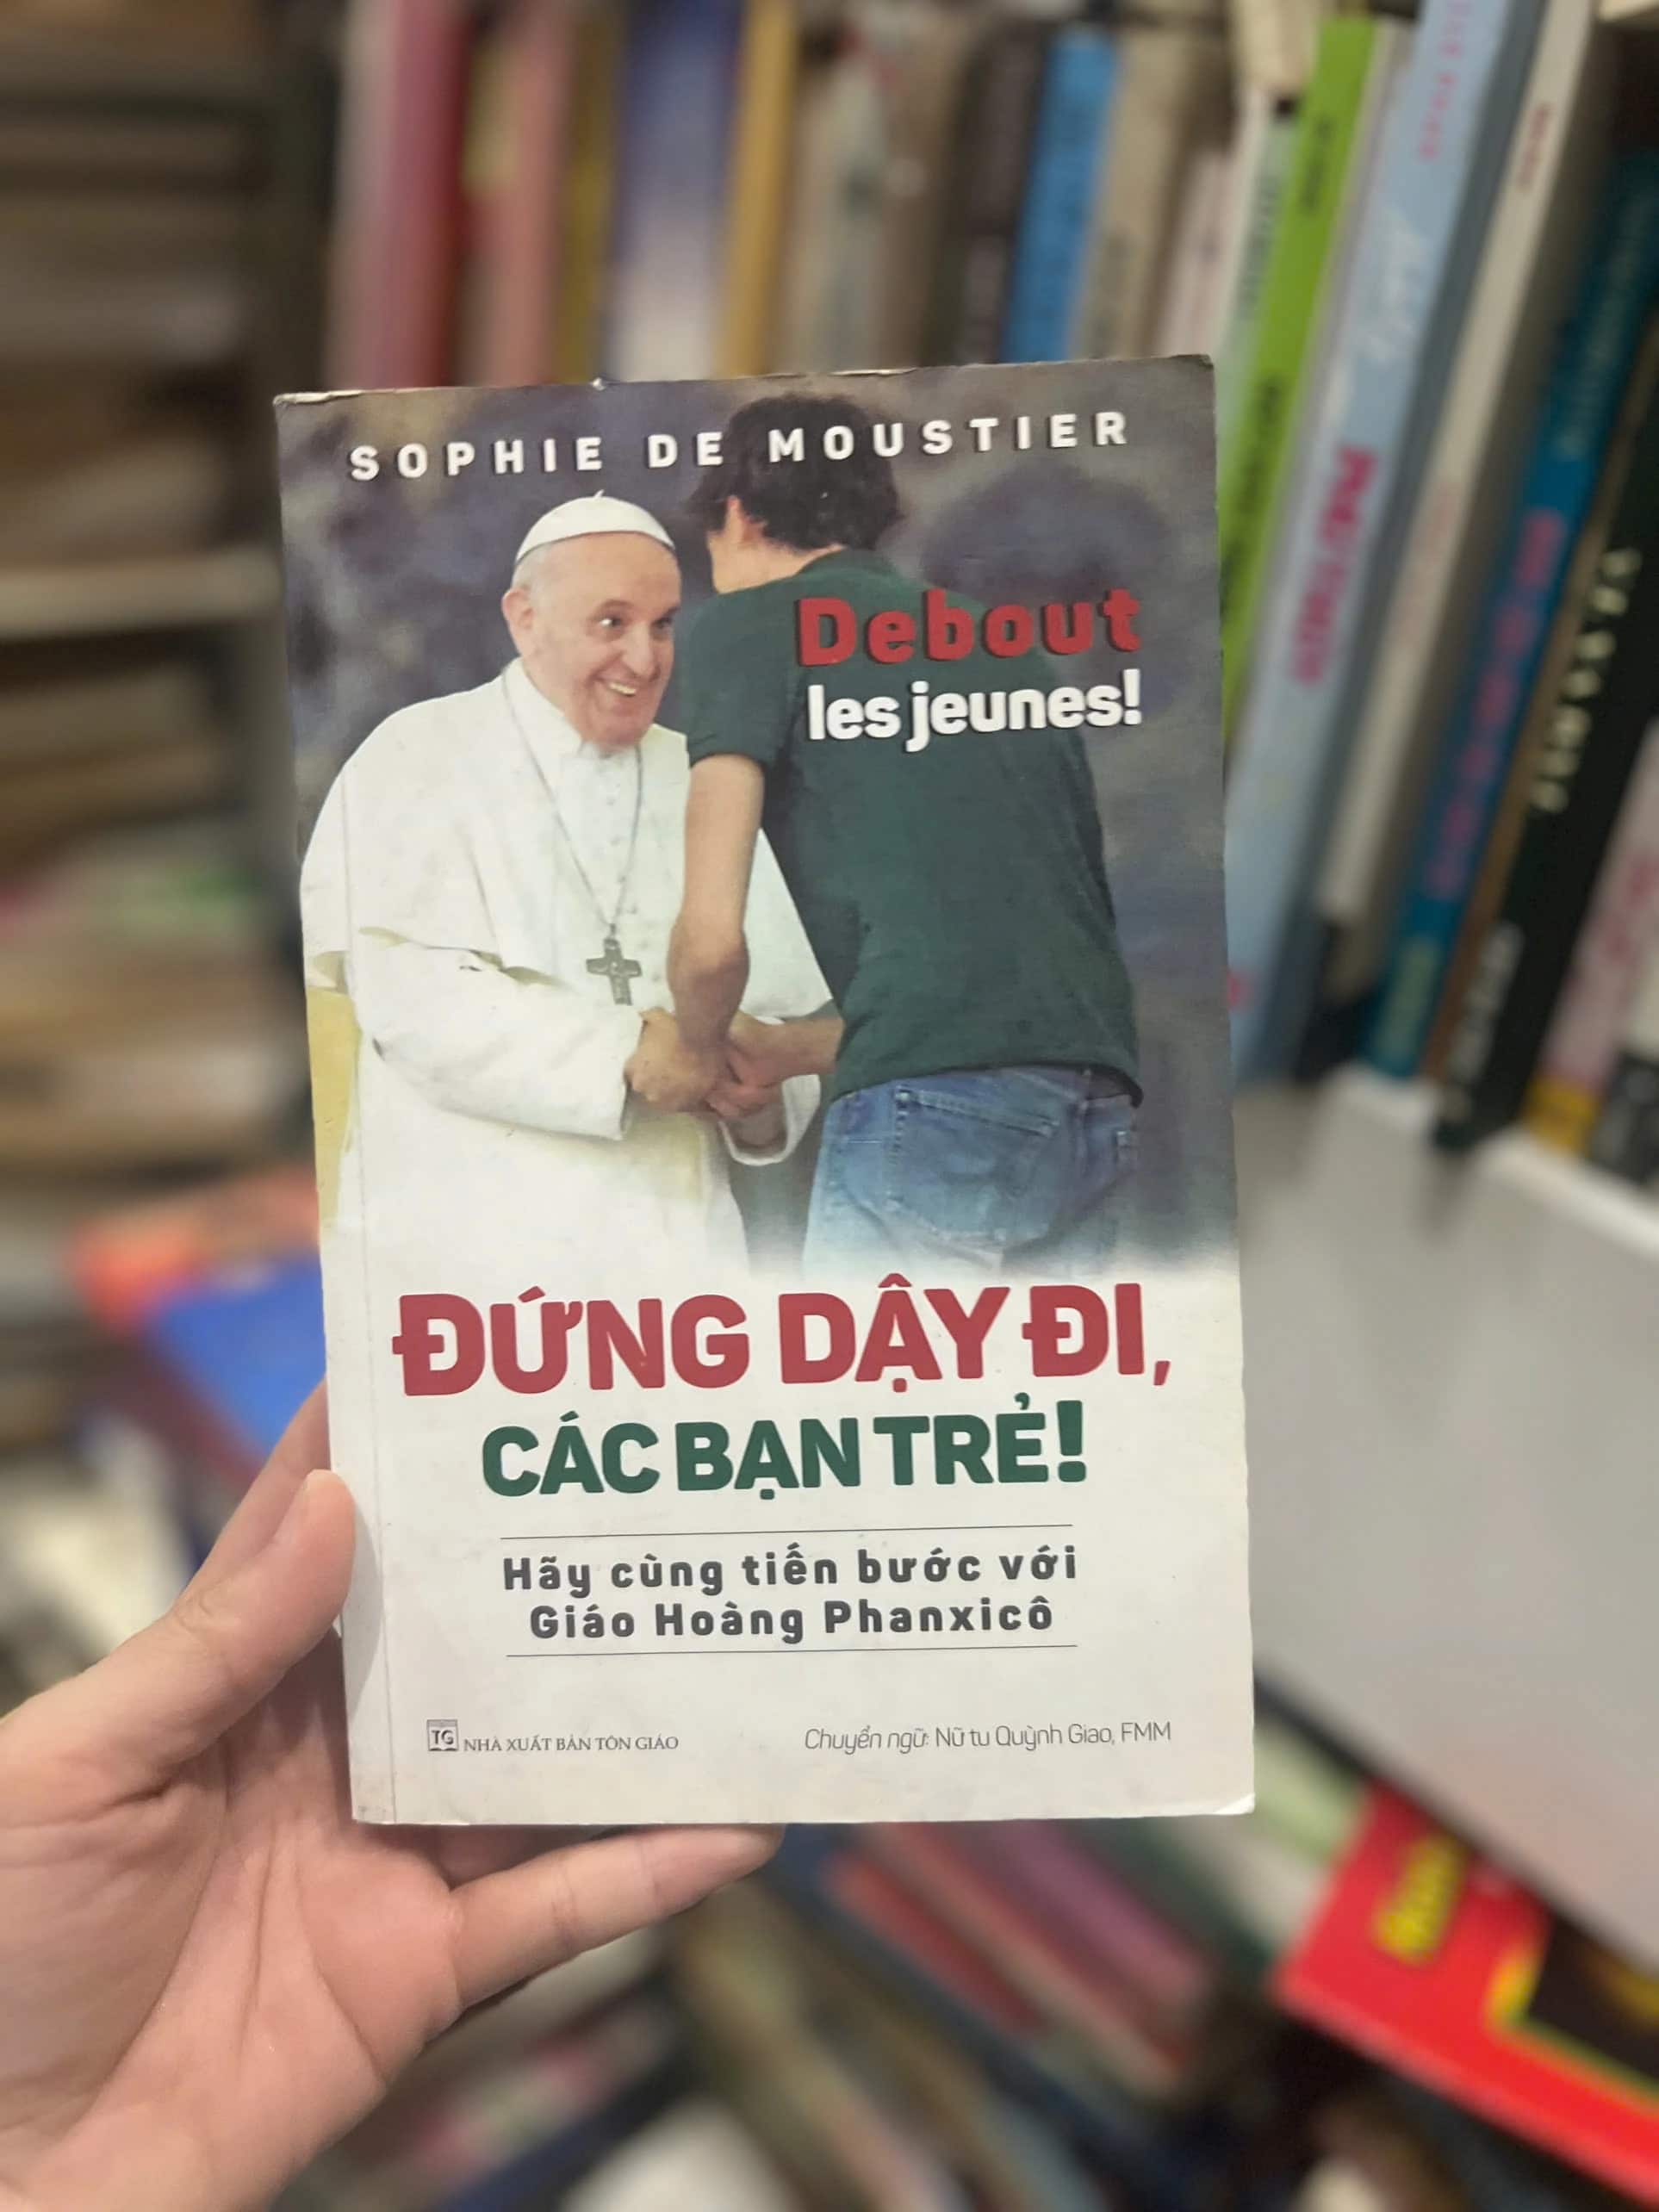 SOPHIE DE MOUSTIER
Debout
les jeunes!
ĐỨNG DẬY ĐI,
CÁC BẠN TRẺ!
Hãy cùng tiến bước với
Giáo Hoàng Phanxicô
TG NHÀ XUẤT BẢN TÔN GIÁO
Chuyển ngữ: Nữ tu Quỳnh Giao, FMM